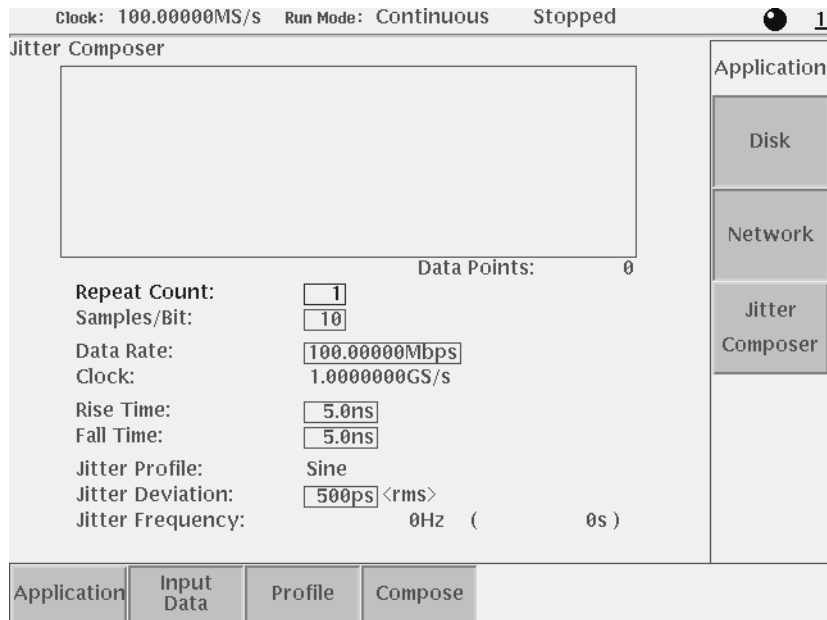 Clock: 100.00000MS/s Run Mode: Continuous Stopped 1
Jitter Composer
Application
Disk
Network
Jitter
Composer
Data Points: 0
Repeat Count: 1
Samples/Bit: 10
Data Rate: 100.00000Mbps
Clock: 1.0000000GS/s
Rise Time: 5.0ns
Fall Time: 5.0ns
Jitter Profile: Sine
Jitter Deviation: 500ps <rms>
Jitter Frequency: 0Hz ( 0s )
Application
Input
Data
Profile
Compose